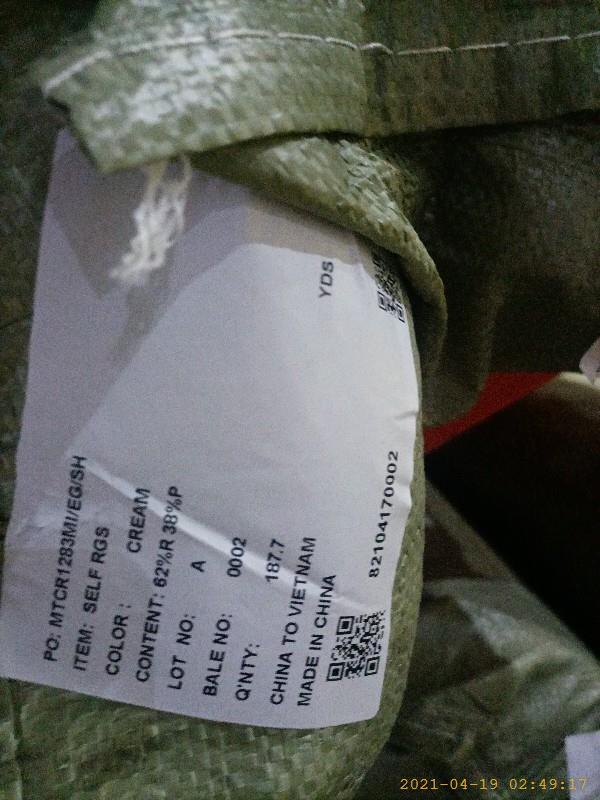 PO: MTCR1283MI/EG/SH
ITEM: SELF RGS
COLOR : CREAM
CONTENT: 62%R 38%P
LOT NO: A
BALE NO: 0002
Q'NTY: 187.7 YDS
CHINA TO VIETNAM
MADE IN CHINA
82104170002
2021-04-19 02:49:17